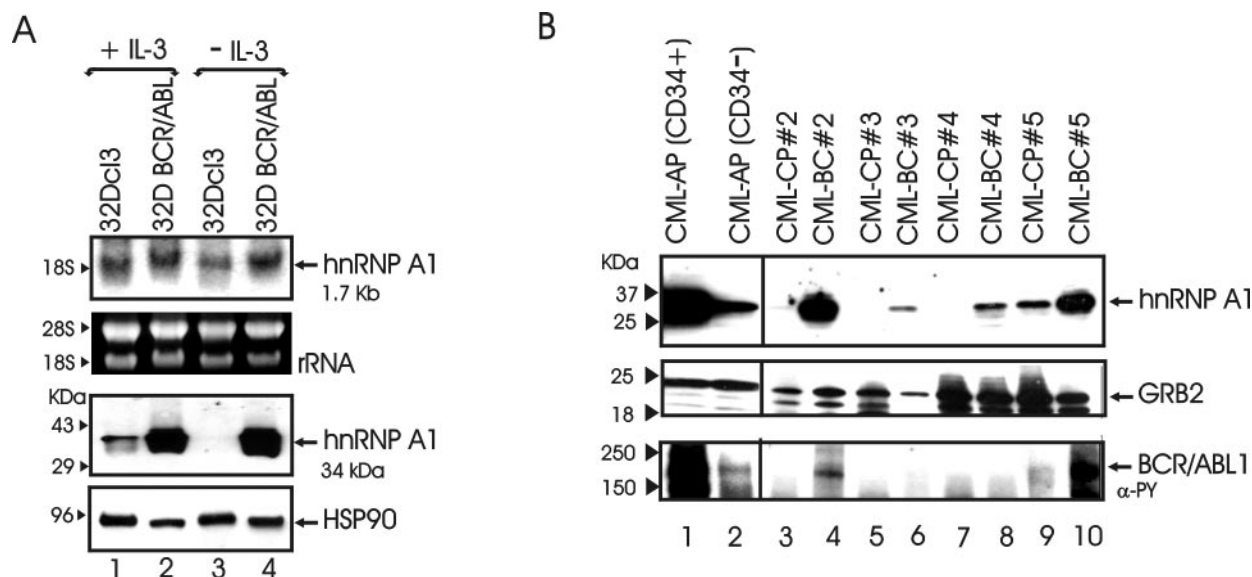 A
+ IL-3 - IL-3
32Dcl3
32D BCR/ABL
32Dcl3
32D BCR/ABL
18S
hnRNP A1
1.7 Kb
28S
18S
rRNA
KDa
43
29
hnRNP A1
34 kDa
96
HSP90
1 2 3 4
B
CML-AP (CD34+)
CML-AP (CD34-)
CML-CP#2
CML-BC#2
CML-CP#3
CML-BC#3
CML-CP#4
CML-BC#4
CML-CP#5
CML-BC#5
KDa
37
25
hnRNP A1
25
18
GRB2
250
150
BCR/ABL1
α-PY
1 2 3 4 5 6 7 8 9 10